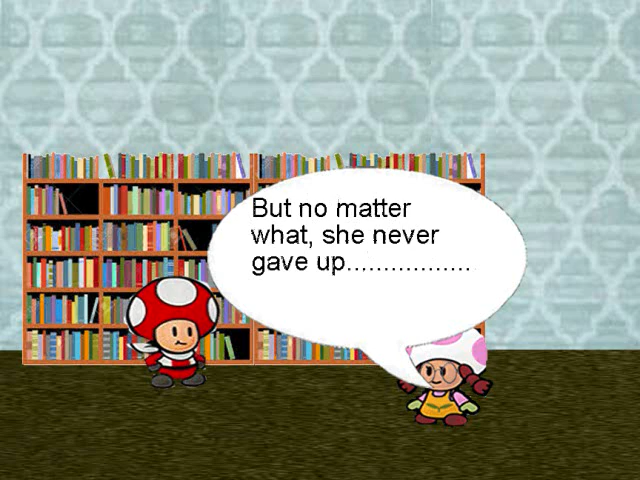 But no matter
what, she never
gave up.................